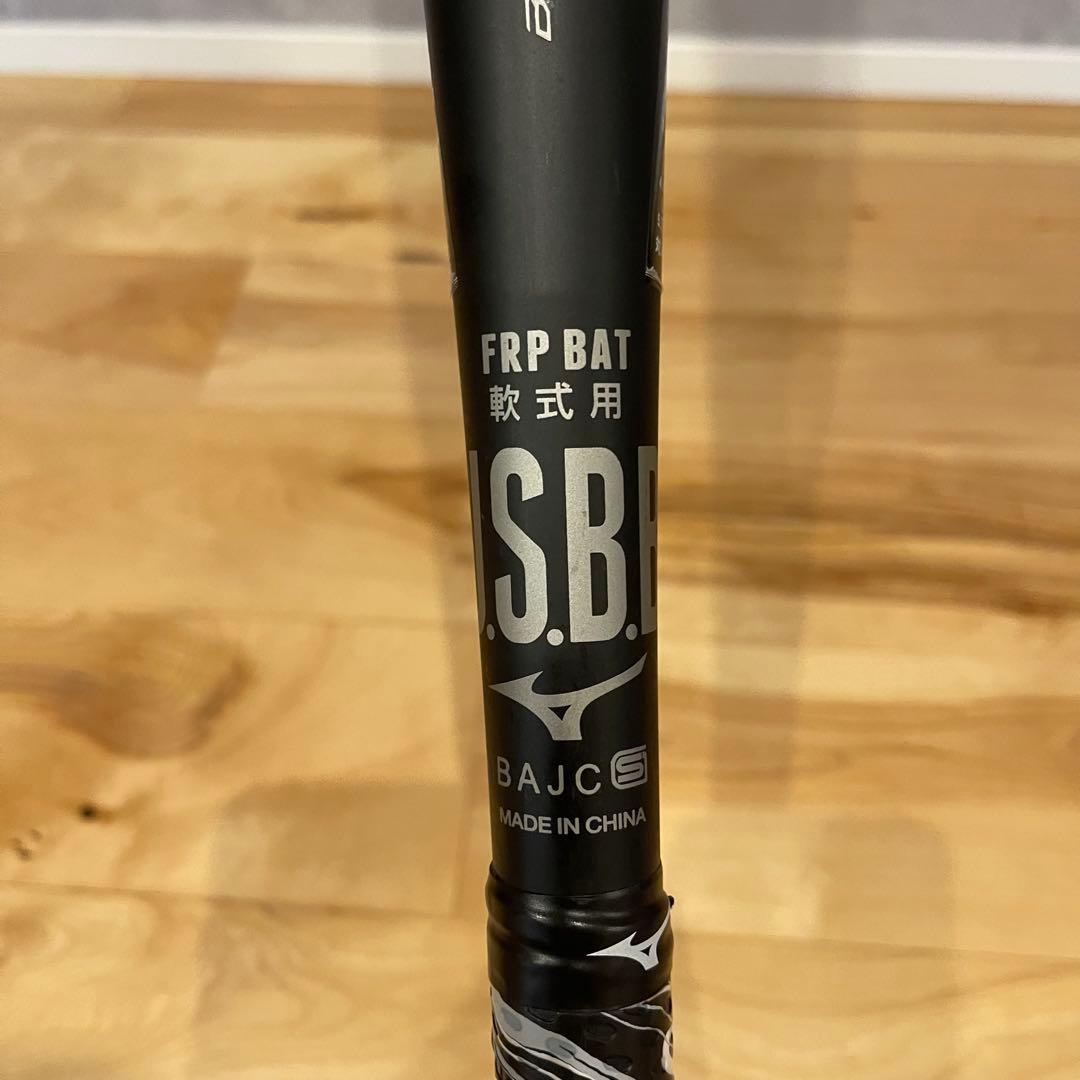 FRP BAT
軟式用
J.S.B.B
BAJC S
MADE IN CHINA